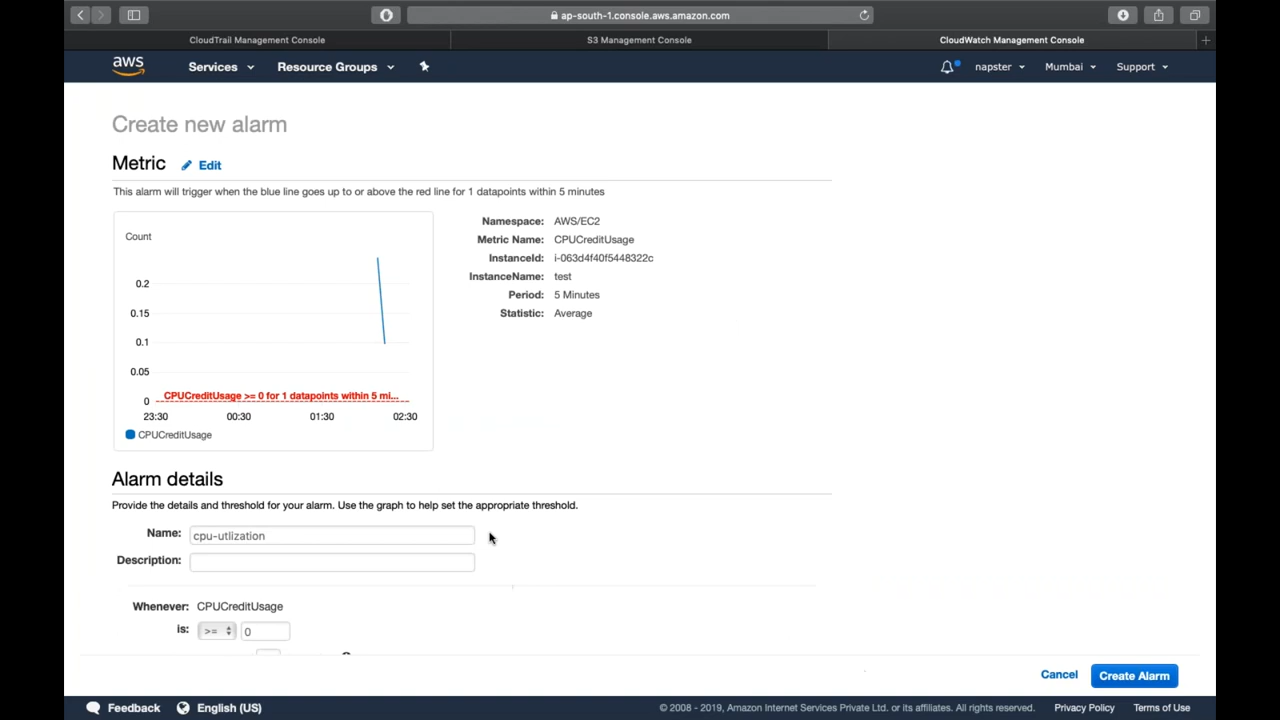 ap-south-1.console.aws.amazon.com
CloudTrail Management Console
S3 Management Console
CloudWatch Management Console
aws
Services
Resource Groups
napster
Mumbai
Support
Create new alarm
Metric
Edit
This alarm will trigger when the blue line goes up to or above the red line for 1 datapoints within 5 minutes
Count
0.2
0.15
0.1
0.05
0
CPUCreditUsage >= 0 for 1 datapoints within 5 mi...
23:30 00:30 01:30 02:30
CPUCreditUsage
Namespace: AWS/EC2
Metric Name: CPUCreditUsage
InstanceId: i-063d4f40f5448322c
InstanceName: test
Period: 5 Minutes
Statistic: Average
Alarm details
Provide the details and threshold for your alarm. Use the graph to help set the appropriate threshold.
Name: cpu-utlization
Description:
Whenever: CPUCreditUsage
is: >= 0
Cancel
Create Alarm
Feedback
English (US)
© 2008 - 2019, Amazon Internet Services Private Ltd. or its affiliates. All rights reserved.
Privacy Policy
Terms of Use